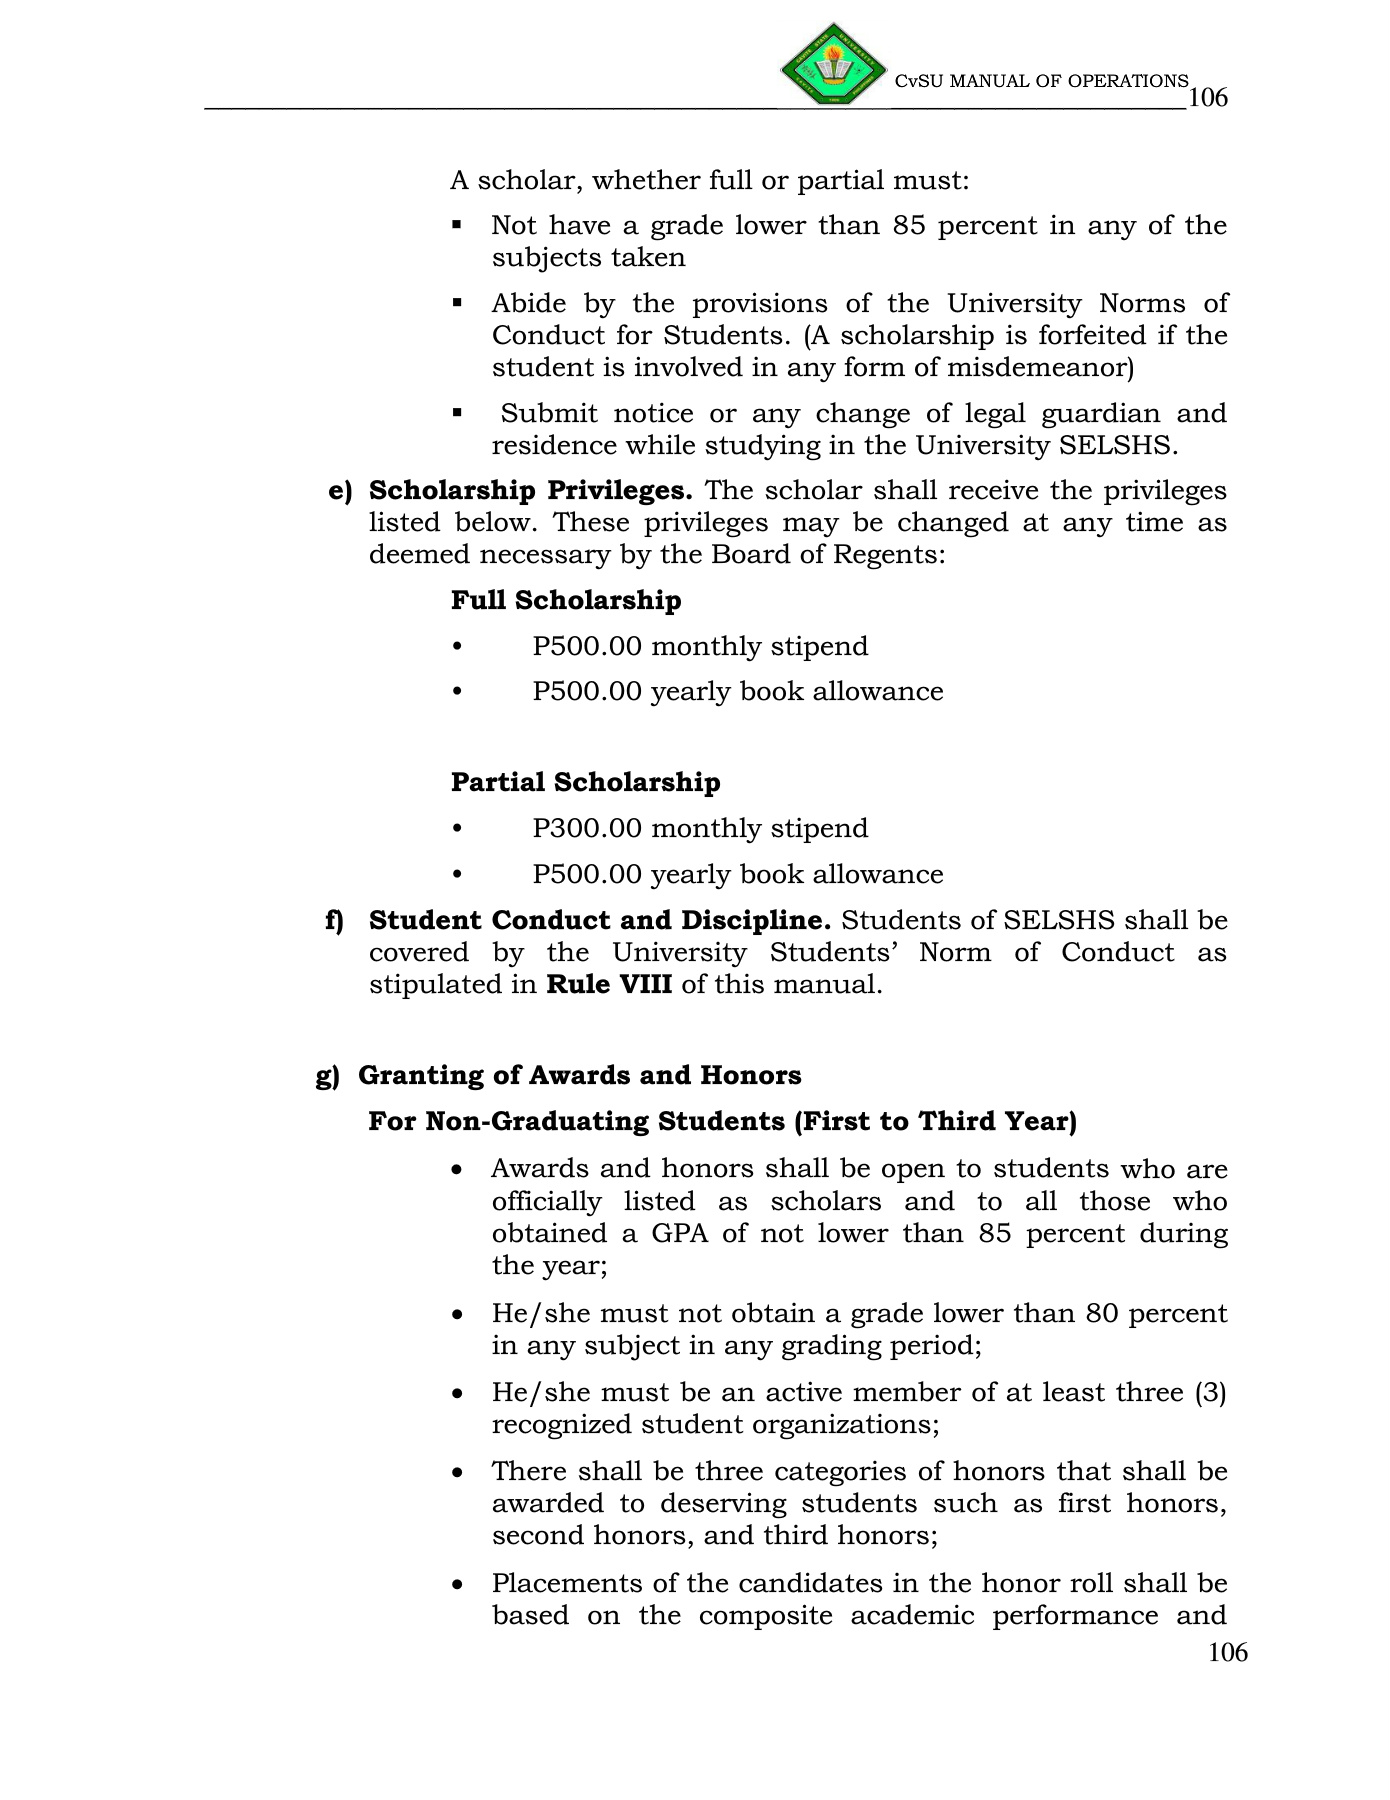 CvSU MANUAL OF OPERATIONS 106
A scholar, whether full or partial must:
▪ Not have a grade lower than 85 percent in any of the
subjects taken
▪ Abide by the provisions of the University Norms of
Conduct for Students. (A scholarship is forfeited if the
student is involved in any form of misdemeanor)
▪ Submit notice or any change of legal guardian and
residence while studying in the University SELSHS.
e) Scholarship Privileges. The scholar shall receive the privileges
listed below. These privileges may be changed at any time as
deemed necessary by the Board of Regents:
Full Scholarship
• P500.00 monthly stipend
• P500.00 yearly book allowance
Partial Scholarship
• P300.00 monthly stipend
• P500.00 yearly book allowance
f) Student Conduct and Discipline. Students of SELSHS shall be
covered by the University Students’ Norm of Conduct as
stipulated in Rule VIII of this manual.
g) Granting of Awards and Honors
For Non-Graduating Students (First to Third Year)
• Awards and honors shall be open to students who are
officially listed as scholars and to all those who
obtained a GPA of not lower than 85 percent during
the year;
• He/she must not obtain a grade lower than 80 percent
in any subject in any grading period;
• He/she must be an active member of at least three (3)
recognized student organizations;
• There shall be three categories of honors that shall be
awarded to deserving students such as first honors,
second honors, and third honors;
• Placements of the candidates in the honor roll shall be
based on the composite academic performance and
106